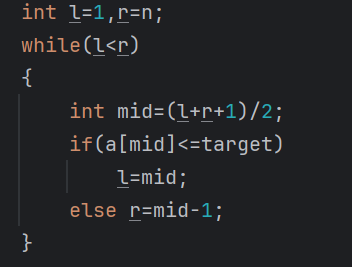 int l=1,r=n;
while(l<r)
{
    int mid=(l+r+1)/2;
    if(a[mid]<=target)
        l=mid;
    else r=mid-1;
}